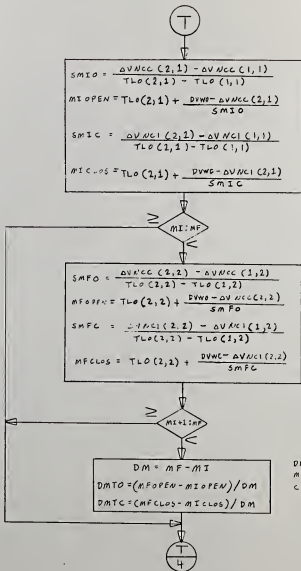 T
SMIO = ΔVNCC(2,1) - ΔVNCC(1,1) / TLO(2,1) - TLO(1,1)
MIOPEN = TLO(2,1) + DVWO - ΔVNCC(2,1) / SMIO
SMIC = ΔVNCI(2,1) - ΔVNCI(1,1) / TLO(2,1) - TLO(1,1)
MICLOS = TLO(2,1) + DVWC - ΔVNCI(2,1) / SMIC
≥
MI:MF
≤
SMFO = ΔVNCC(2,2) - ΔVNCC(1,2) / TLO(2,2) - TLO(2,2)
MFOPEN = TLO(2,2) + DVWO - ΔVNCC(2,2) / SMFO
SMFC = ΔVNCI(2,2) - ΔVNCI(1,2) / TLO(2,2) - TLO(1,2)
MFCLOS = TLO(2,2) + DVWC - ΔVNCI(2,2) / SMFC
≥
MI+1:MF
≤
DM = MF - MI
DMTO = (MFOPEN - MIOPEN) / DM
DMTC = (MFCLOS - MICLOS) / DM
T
4